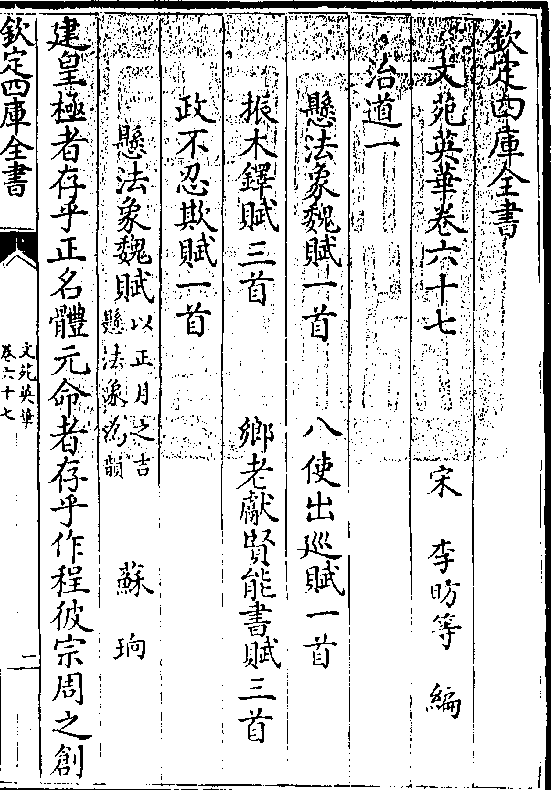 欽定四庫全書
文苑英華卷六十七
宋 李昉等 編
治道一
懸法象魏賦一首 八使出巡賦一首
振木鐸賦三首 鄉老獻賢能書賦三首
政不忍欺賦一首
懸法象魏賦以正月之吉懸法象為韻 蘇珦
建皇極者存乎正名體元命者存乎作程彼宗周之創
欽定四庫全書
文苑英華
卷六十七
二